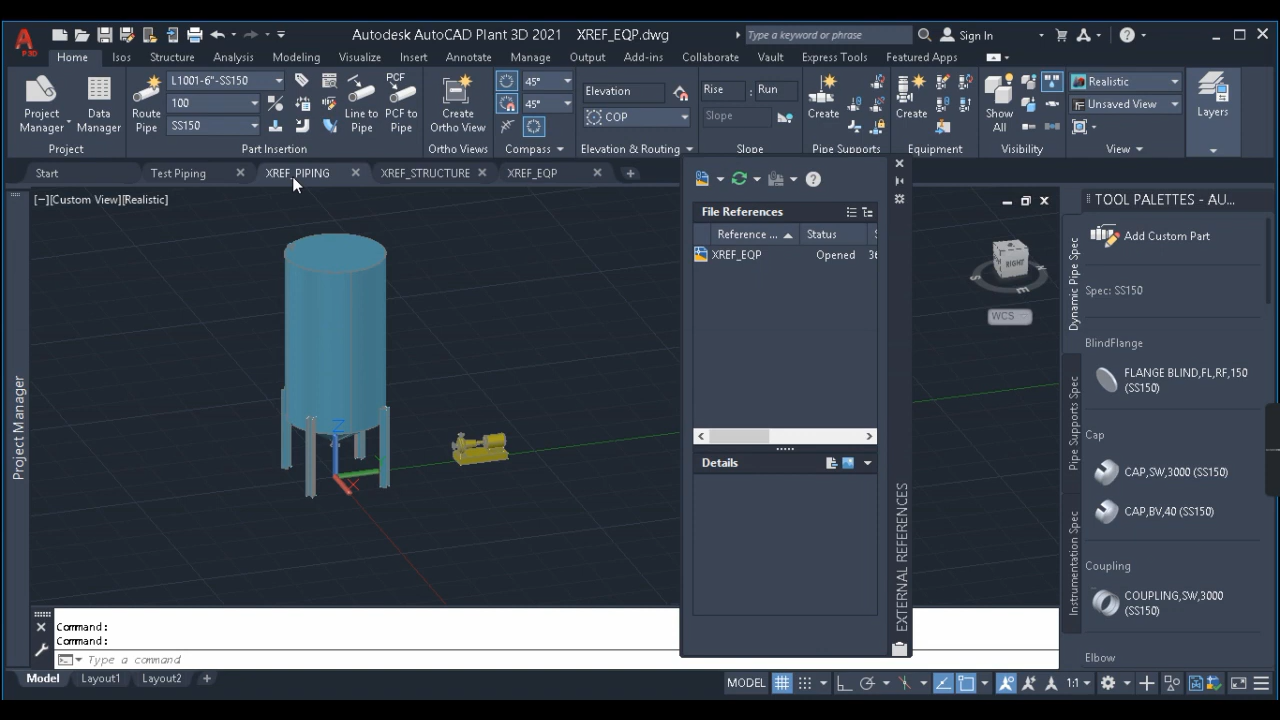 Autodesk AutoCAD Plant 3D 2021 XREF_EQP.dwg
Type a keyword or phrase
Sign In
P3D
Home Isos Structure Analysis Modeling Visualize Insert Annotate Manage Output Add-ins Collaborate Vault Express Tools Featured Apps
Project Manager
Data Manager
Project
Route Pipe
L1001-6"-SS150
100
SS150
Line to Pipe
PCF to Pipe
Part Insertion
Create Ortho View
Ortho Views
45°
45°
Compass
Elevation
COP
Elevation & Routing
Rise : Run
Slope
Slope
Create
Pipe Supports
Create
Equipment
Show All
Realistic
Unsaved View
View
Layers
Start
Test Piping
XREF_PIPING
XREF_STRUCTURE
XREF_EQP
[−][Custom View][Realistic]
Project Manager
Z
X
File References
Reference ... Status
XREF_EQP Opened 36
Details
EXTERNAL REFERENCES
RIGHT
S
E
WCS
TOOL PALETTES - AU...
Dynamic Pipe Spec
Pipe Supports Spec
Instrumentation Spec
Add Custom Part
Spec: SS150
BlindFlange
FLANGE BLIND,FL,RF,150 (SS150)
Cap
CAP,SW,3000 (SS150)
CAP,BV,40 (SS150)
Coupling
COUPLING,SW,3000 (SS150)
Elbow
Command:
Command:
Type a command
Model Layout1 Layout2
MODEL
1:1